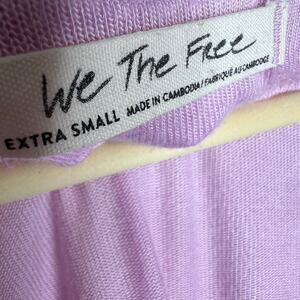 We The Free
EXTRA SMALL MADE IN CAMBODIA / FABRIQUÉ AU CAMBODGE